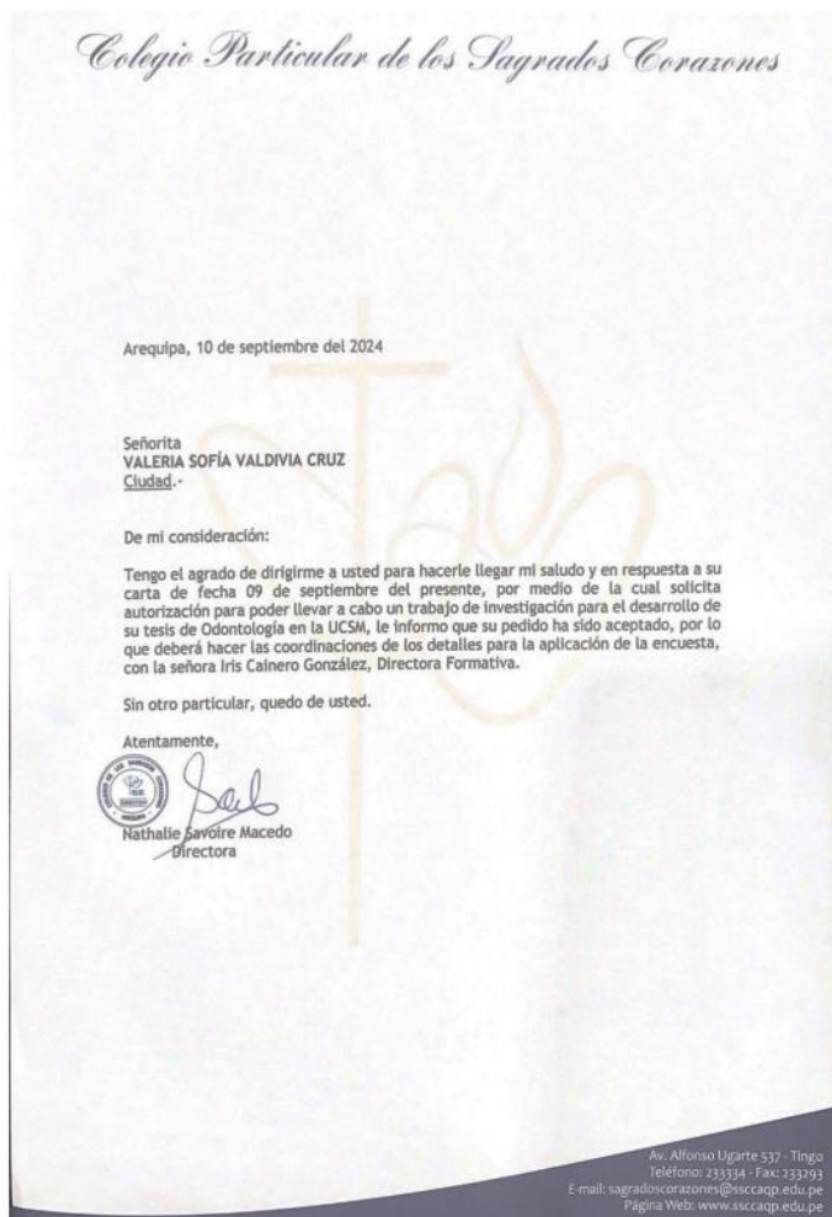 Colegio Particular de los Sagrados Corazones
Arequipa, 10 de septiembre del 2024
Señorita
VALERIA SOFÍA VALDIVIA CRUZ
Ciudad.-
De mi consideración:
Tengo el agrado de dirigirme a usted para hacerle llegar mi saludo y en respuesta a su
carta de fecha 09 de septiembre del presente, por medio de la cual solicita
autorización para poder llevar a cabo un trabajo de investigación para el desarrollo de
su tesis de Odontología en la UCSM, le informo que su pedido ha sido aceptado, por lo
que deberá hacer las coordinaciones de los detalles para la aplicación de la encuesta,
con la señora Iris Cainero González, Directora Formativa.
Sin otro particular, quedo de usted.
Atentamente,
Nathalie Savoire Macedo
Directora
Av. Alfonso Ugarte 537 - Tingo
Teléfono: 233334 - Fax: 233293
E-mail: sagradoscorazones@ssccaqp.edu.pe
Página Web: www.ssccaqp.edu.pe